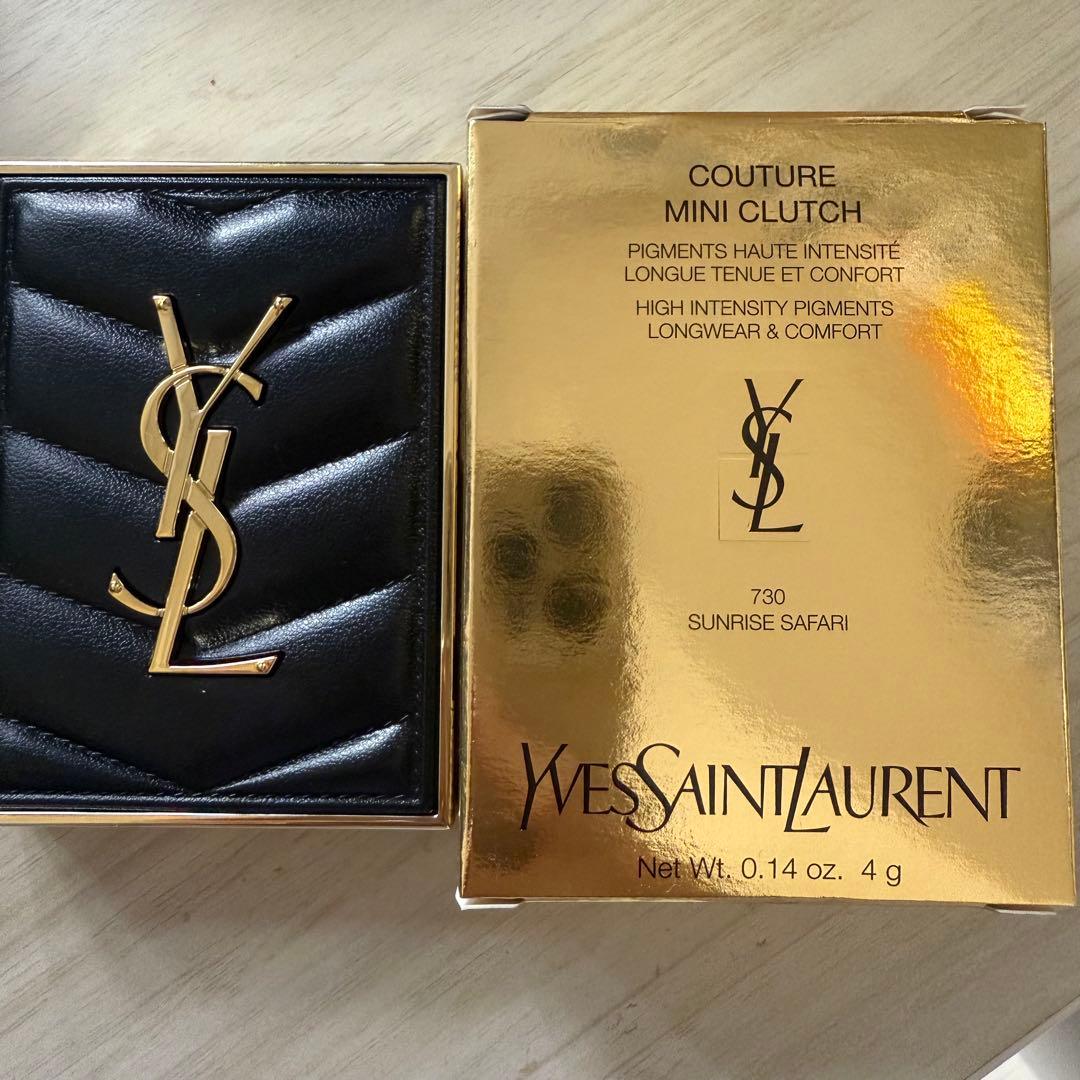 YSL
COUTURE
MINI CLUTCH
PIGMENTS HAUTE INTENSITÉ
LONGUE TENUE ET CONFORT
HIGH INTENSITY PIGMENTS
LONGWEAR & COMFORT
YSL
730
SUNRISE SAFARI
YVESSAINTLAURENT
Net Wt. 0.14 oz. 4 g